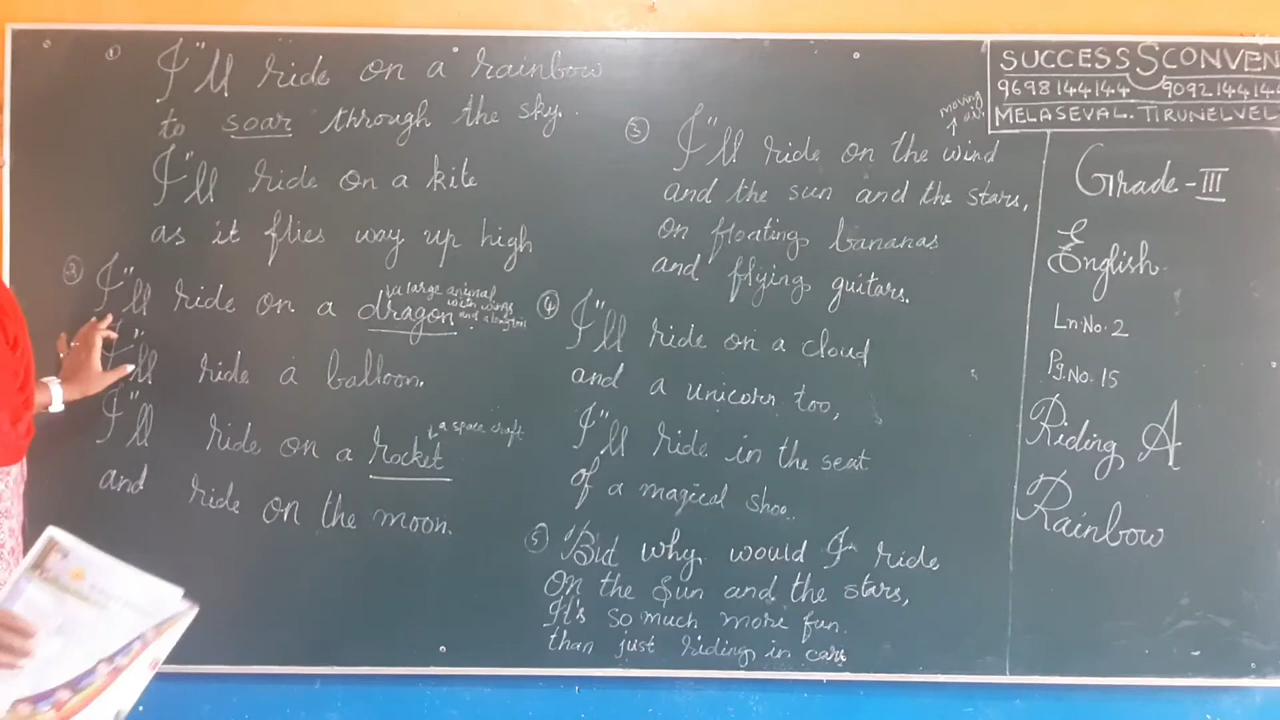 ① I"ll ride on a rainbow
to soar through the sky.
I"ll ride on a kite
as it flies way up high
② I"ll ride on a dragon.
a large animal
with wings
and a long tail
I"ll ride a balloon.
I"ll ride on a rocket
a space craft
and ride on the moon.
③ I"ll ride on the wind
moving
air
and the sun and the stars,
on floating bananas
and flying guitars.
④ I"ll ride on a cloud
and a unicorn too,
I"ll ride in the seat
of a magical shoe.
⑤ But why would I ride
On the Sun and the stars,
It's so much more fun
than just riding in cars
SUCCESS CONVEN
9698144144 9092144144
MELASEVAL. TIRUNELVEL
Grade - III
English
Ln.No.2
Pg.No.15
Riding A
Rainbow